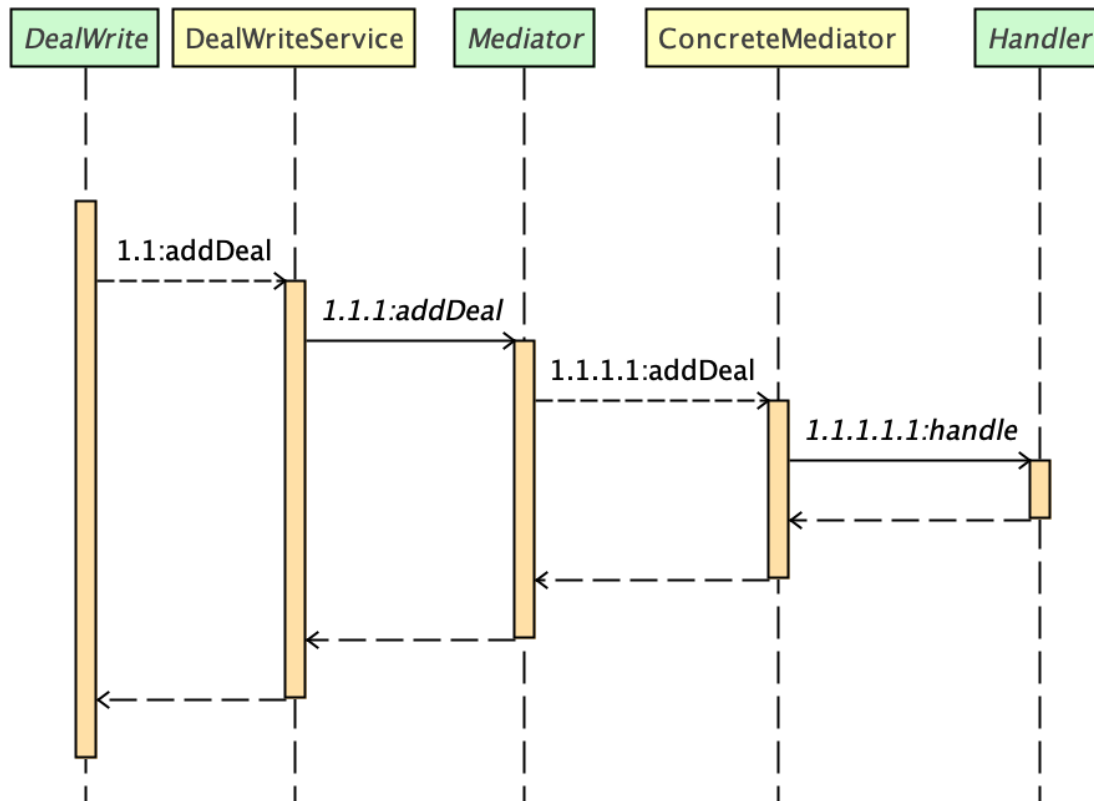 DealWrite
DealWriteService
Mediator
ConcreteMediator
Handler
1.1:addDeal
1.1.1:addDeal
1.1.1.1:addDeal
1.1.1.1.1:handle